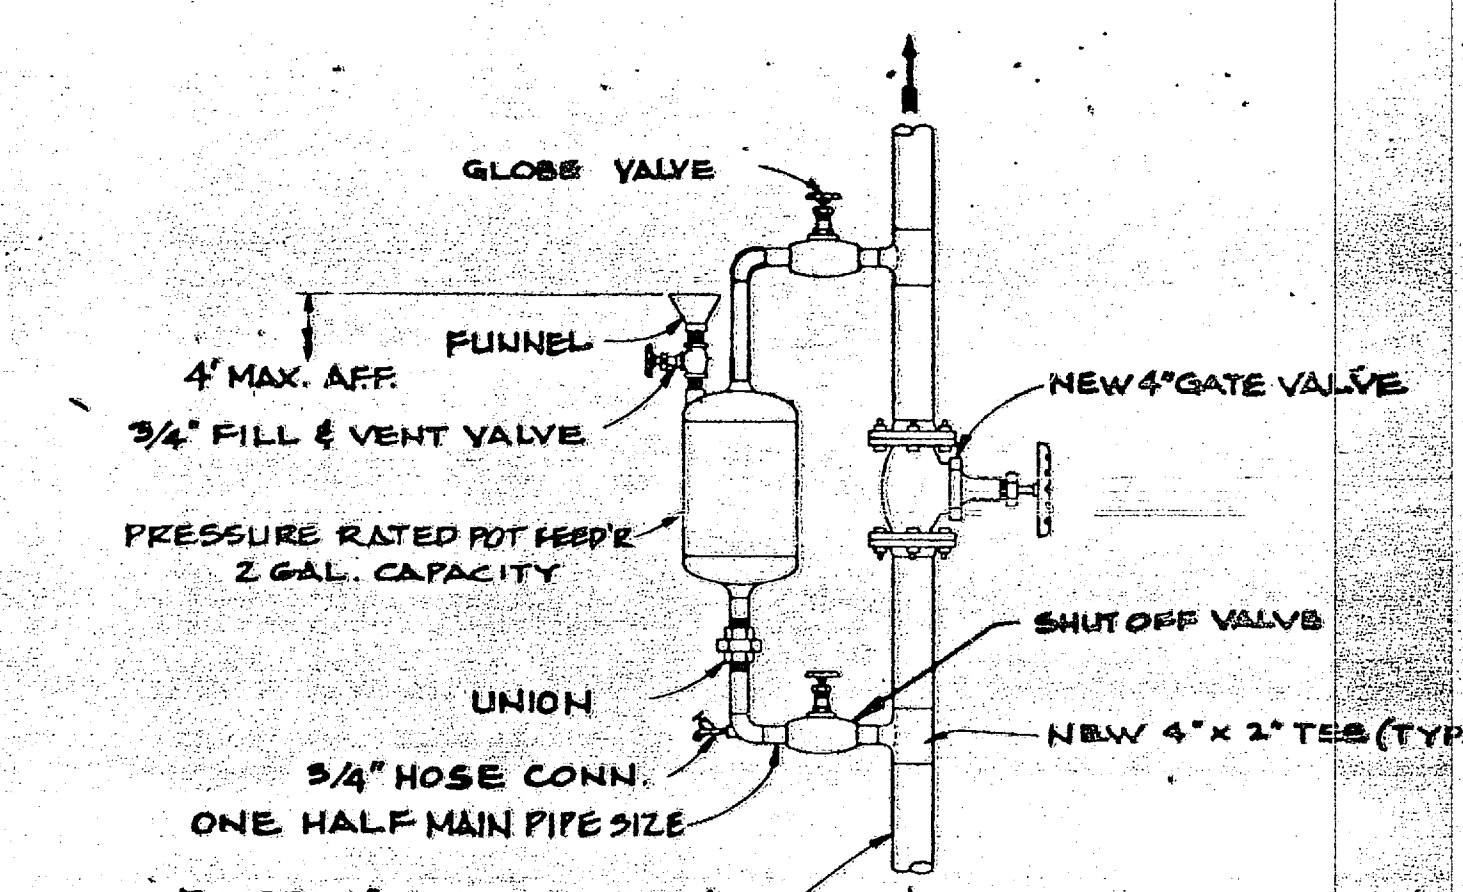 GLOBE VALVE
FUNNEL
4' MAX. A.F.F.
3/4" FILL & VENT VALVE
NEW 4" GATE VALVE
PRESSURE RATED POT FEED'R
2 GAL. CAPACITY
SHUT OFF VALVE
UNION
NEW 4" X 2" TEE (TYP.
3/4" HOSE CONN.
ONE HALF MAIN PIPE SIZE